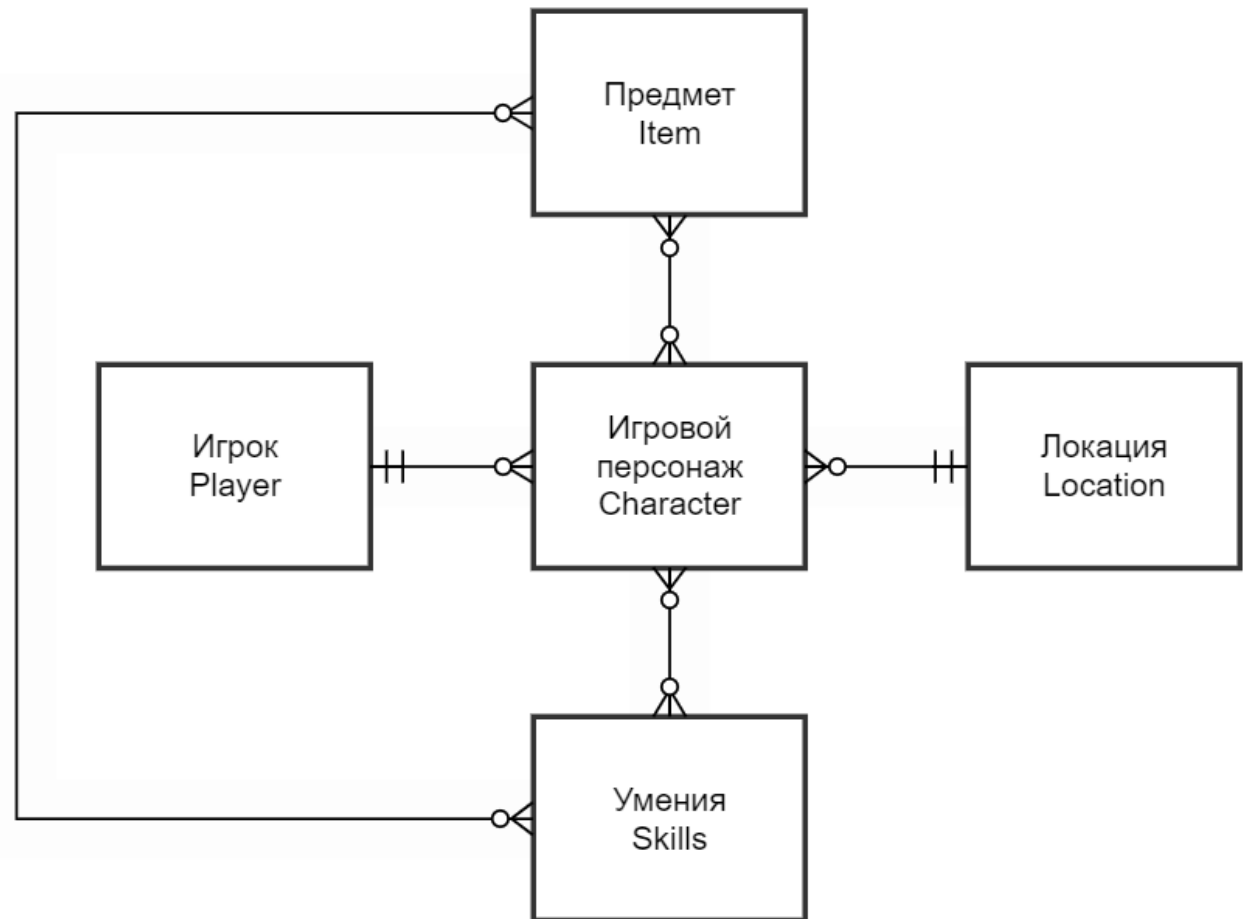 Предмет
Item
Игрок
Player
Игровой
персонаж
Character
Локация
Location
Умения
Skills